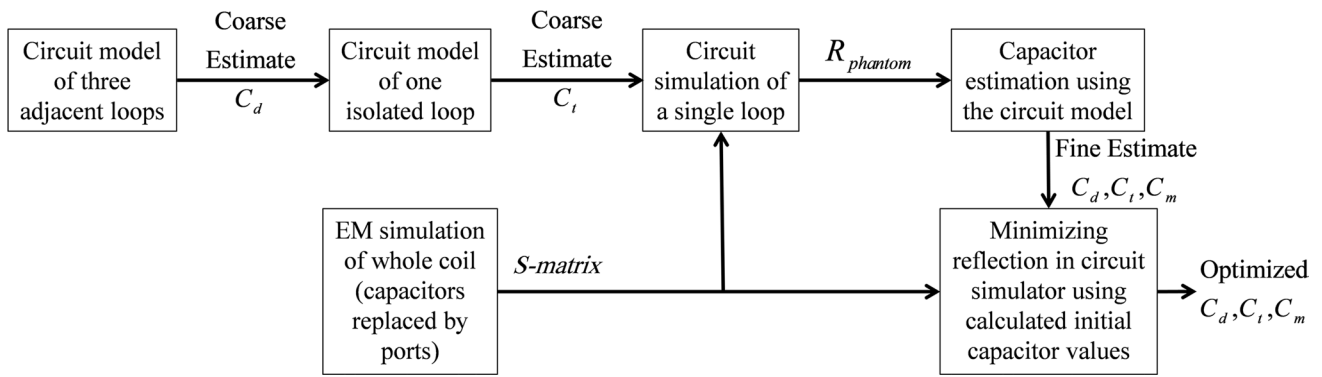 Circuit model
of three
adjacent loops
Coarse
Estimate
C_d
Circuit model
of one
isolated loop
Coarse
Estimate
C_t
Circuit
simulation of
a single loop
R_phantom
Capacitor
estimation using
the circuit model
Fine Estimate
C_d,C_t,C_m
EM simulation
of whole coil
(capacitors
replaced by
ports)
S-matrix
Minimizing
reflection in circuit
simulator using
calculated initial
capacitor values
Optimized
C_d,C_t,C_m